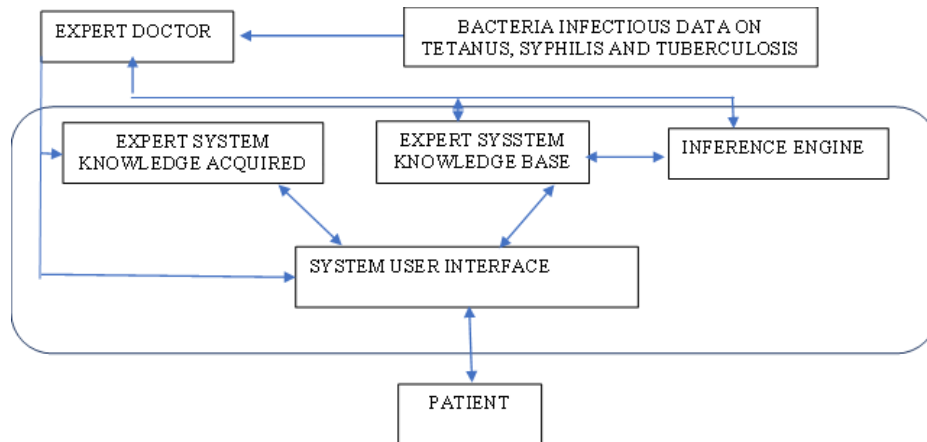 EXPERT DOCTOR
BACTERIA INFECTIOUS DATA ON
TETANUS, SYPHILIS AND TUBERCULOSIS
EXPERT SYSTEM
KNOWLEDGE ACQUIRED
EXPERT SYSSTEM
KNOWLEDGE BASE
INFERENCE ENGINE
SYSTEM USER INTERFACE
PATIENT